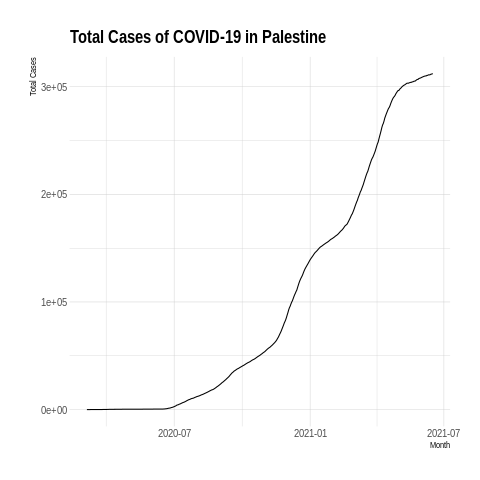 Total Cases of COVID-19 in Palestine
Total Cases
3e+05
2e+05
1e+05
0e+00
2020-07
2021-01
2021-07
Month